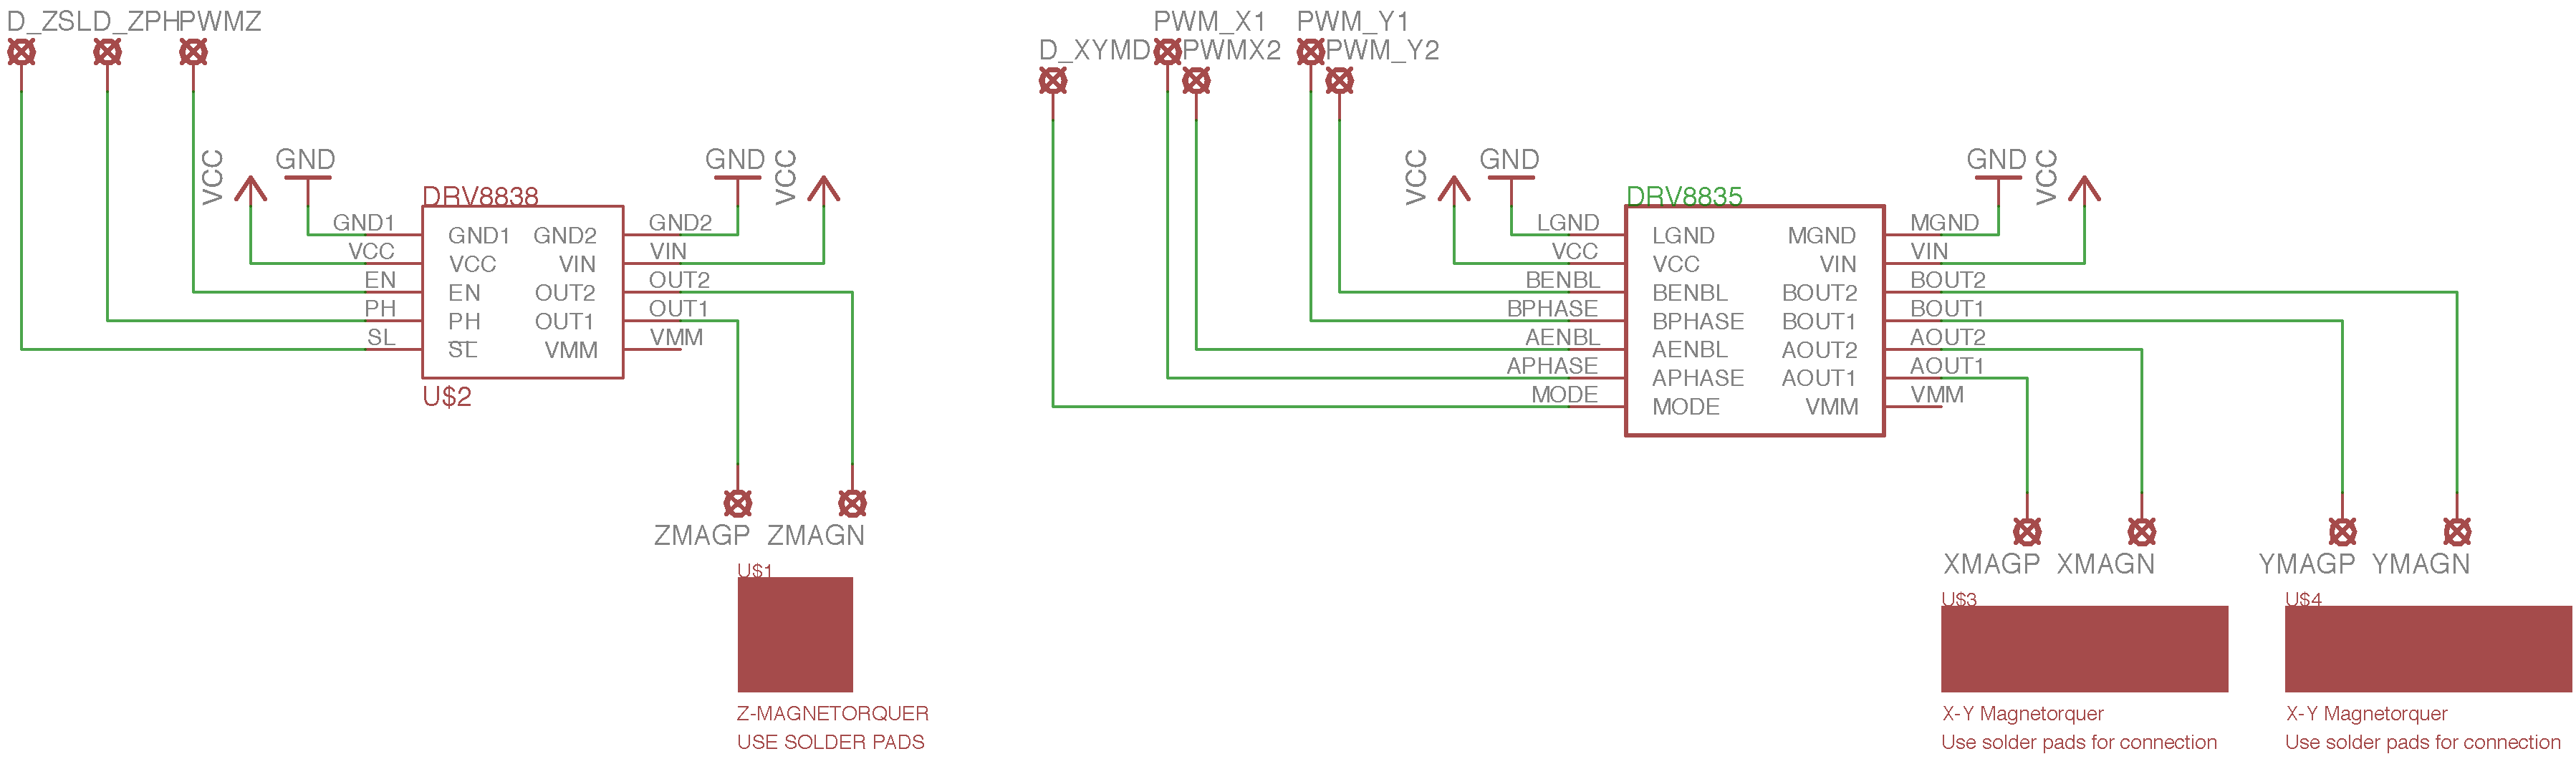 D_ZSL D_ZPH PWMZ
VCC GND
GND VCC
DRV8838
GND1 GND1 GND2 GND2
VCC VCC VIN VIN
EN EN OUT2 OUT2
PH PH OUT1 OUT1
SL SL VMM VMM
U$2
ZMAGP ZMAGN
U$1
Z-MAGNETORQUER
USE SOLDER PADS
PWM_X1 PWM_Y1
D_XYMD PWMX2 PWM_Y2
VCC GND
GND VCC
DRV8835
LGND LGND MGND MGND
VCC VCC VIN VIN
BENBL BENBL BOUT2 BOUT2
BPHASE BPHASE BOUT1 BOUT1
AENBL AENBL AOUT2 AOUT2
APHASE APHASE AOUT1 AOUT1
MODE MODE VMM VMM
XMAGP XMAGN
YMAGP YMAGN
U$3
X-Y Magnetorquer
Use solder pads for connection
U$4
X-Y Magnetorquer
Use solder pads for connection